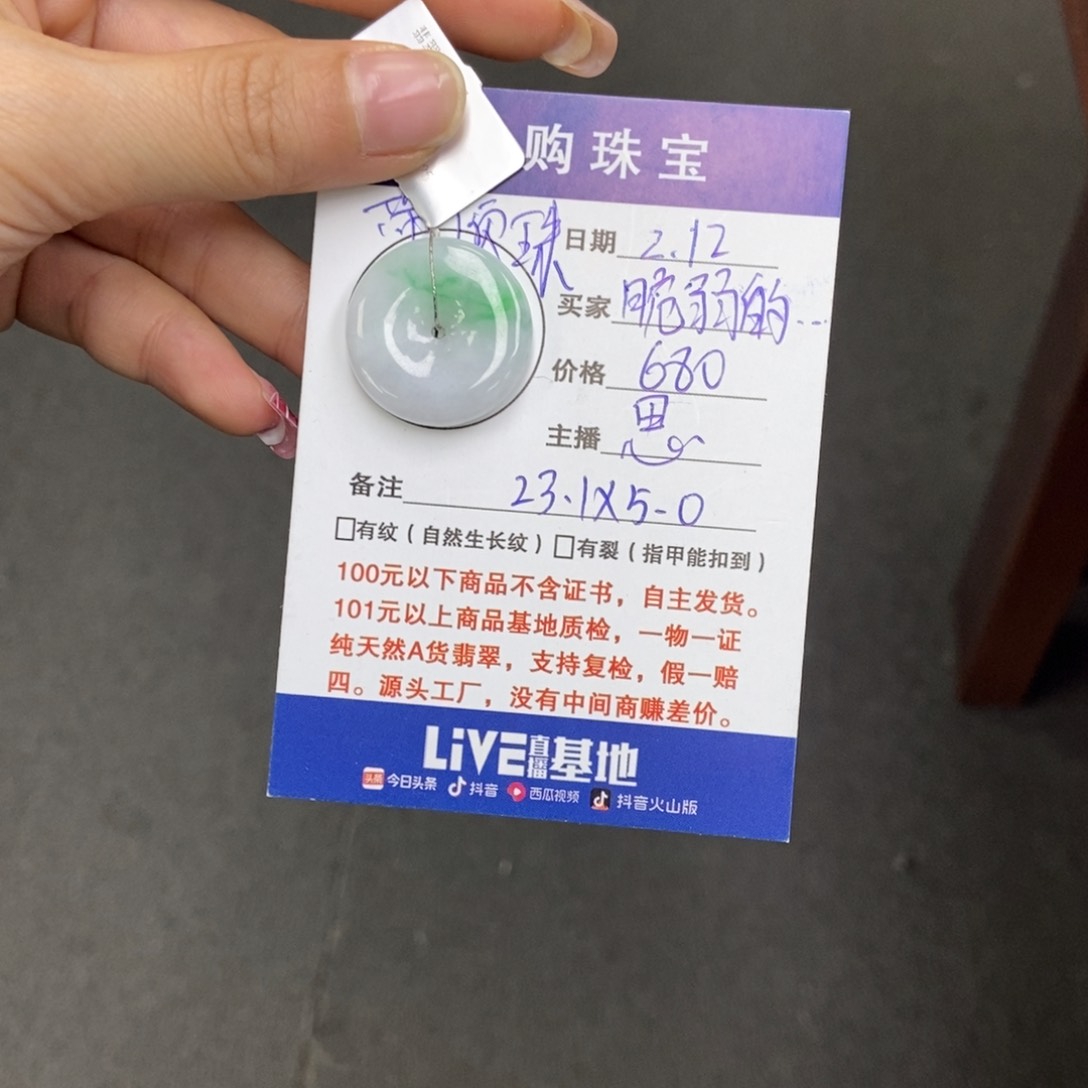 购珠宝
日期 2.12
买家 脆弱的...
价格 680
主播 思
备注 23.1X5-0
□有纹(自然生长纹)□有裂(指甲能扣到)
100元以下商品不含证书,自主发货。
101元以上商品基地质检,一物一证
纯天然A货翡翠,支持复检,假一赔
四。源头工厂,没有中间商赚差价。
LiVE直播基地
头条 今日头条 抖音 西瓜视频 抖音火山版